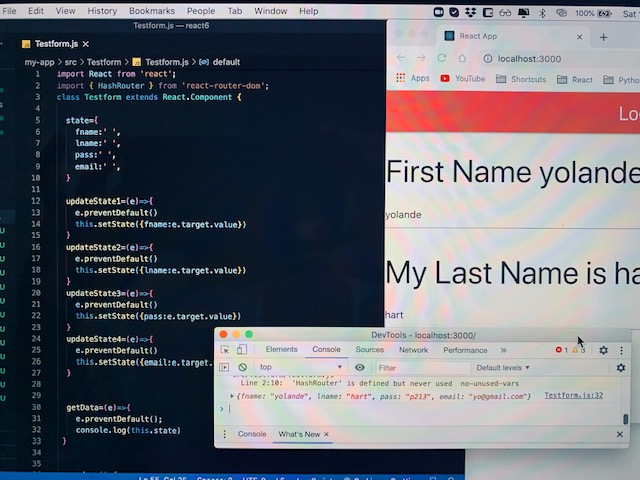 File View History Bookmarks People Tab Window Help 100% Sat
Testform.js — react6
Testform.js ×
my-app > src > Testform > Testform.js > default
1 import React from 'react';
2 import { HashRouter } from 'react-router-dom';
3 class Testform extends React.Component {
4
5 state={
6 fname:' ',
7 lname:' ',
8 pass:' ',
9 email:' ',
10 }
11
12 updateState1=(e)=>{
13 e.preventDefault()
14 this.setState({fname:e.target.value})
15 }
16 updateState2=(e)=>{
17 e.preventDefault()
18 this.setState({lname:e.target.value})
19 }
20 updateState3=(e)=>{
21 e.preventDefault()
22 this.setState({pass:e.target.value})
23 }
24 updateState4=(e)=>{
25 e.preventDefault()
26 this.setState({email:e.target.
27 }
28
29
30 getData=(e)=>{
31 e.preventDefault();
32 console.log(this.state)
33 }
34
35
React App ×
localhost:3000
Apps YouTube Shortcuts React Python
Lo
First Name yolande
yolande
My Last Name is ha
hart
DevTools - localhost:3000/
Elements Console Sources Network Performance » 1 3
top Filter Default levels
Line 2:10: 'HashRouter' is defined but never used no-unused-vars
{fname: "yolande", lname: "hart", pass: "p213", email: "yo@gmail.com"} Testform.js:32
>
Console What's New ×